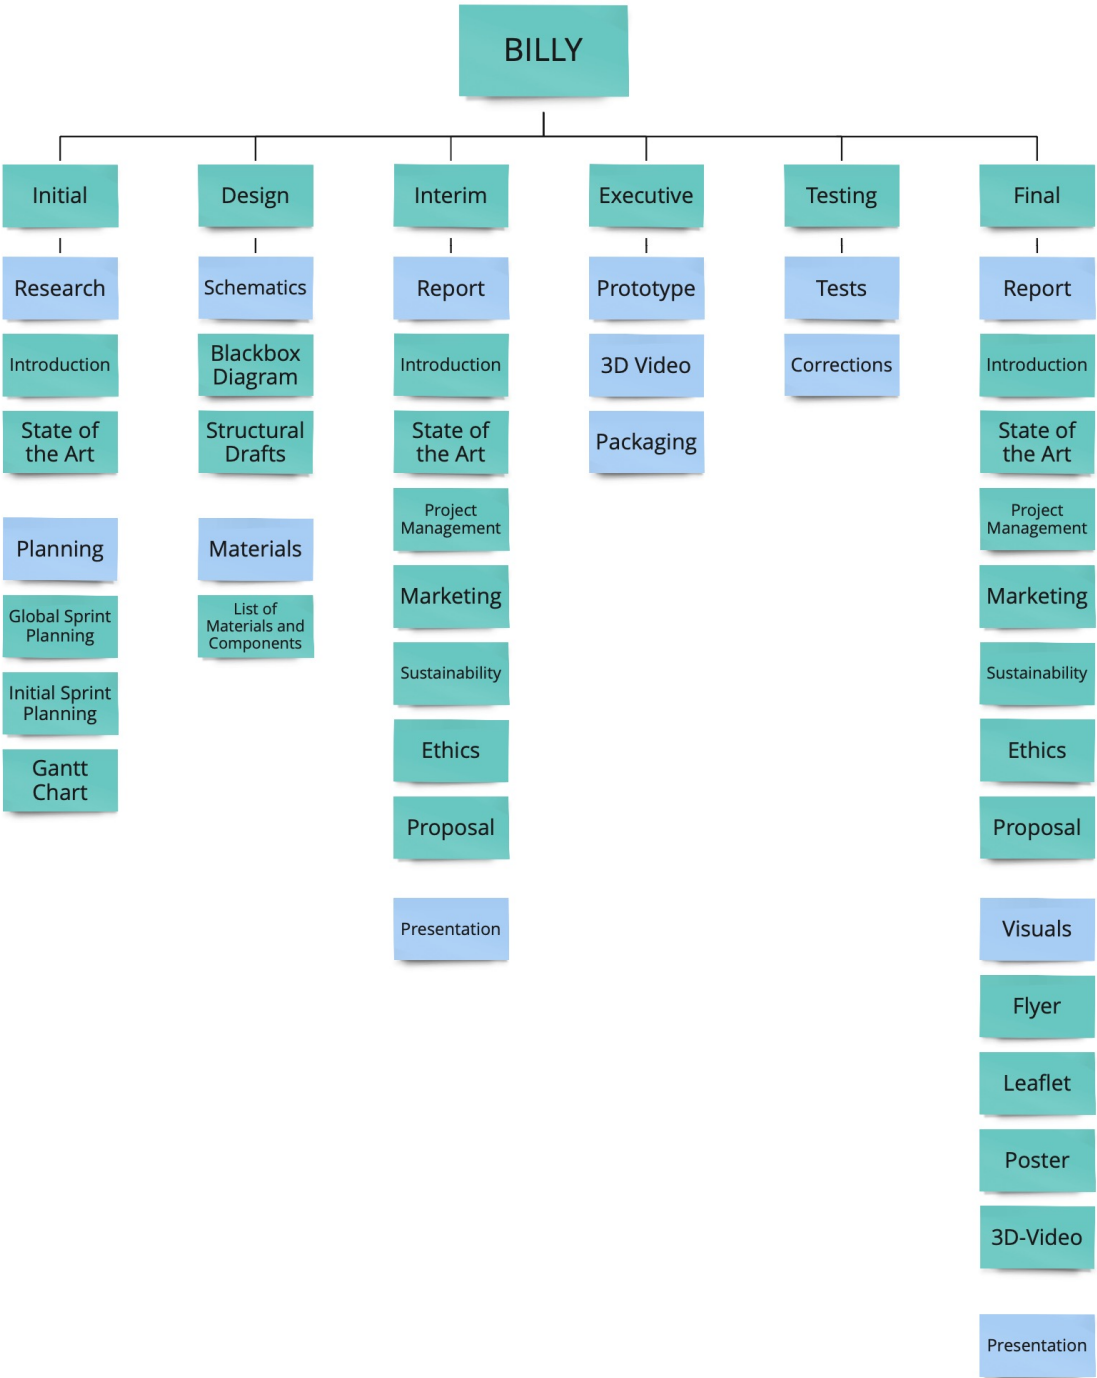 BILLY
Initial
Research
Introduction
State of
the Art
Planning
Global Sprint
Planning
Initial Sprint
Planning
Gantt
Chart
Design
Schematics
Blackbox
Diagram
Structural
Drafts
Materials
List of
Materials and
Components
Interim
Report
Introduction
State of
the Art
Project
Management
Marketing
Sustainability
Ethics
Proposal
Presentation
Executive
Prototype
3D Video
Packaging
Testing
Tests
Corrections
Final
Report
Introduction
State of
the Art
Project
Management
Marketing
Sustainability
Ethics
Proposal
Visuals
Flyer
Leaflet
Poster
3D-Video
Presentation